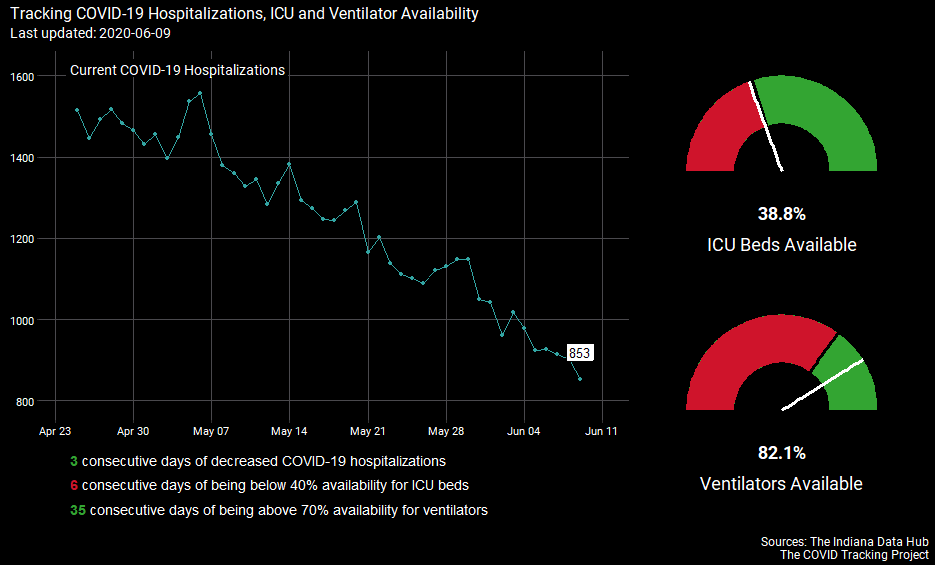 Tracking COVID-19 Hospitalizations, ICU and Ventilator Availability
Last updated: 2020-06-09
Current COVID-19 Hospitalizations
1600
1400
1200
1000
800
853
Apr 23
Apr 30
May 07
May 14
May 21
May 28
Jun 04
Jun 11
3 consecutive days of decreased COVID-19 hospitalizations
6 consecutive days of being below 40% availability for ICU beds
35 consecutive days of being above 70% availability for ventilators
38.8%
ICU Beds Available
82.1%
Ventilators Available
Sources: The Indiana Data Hub
The COVID Tracking Project